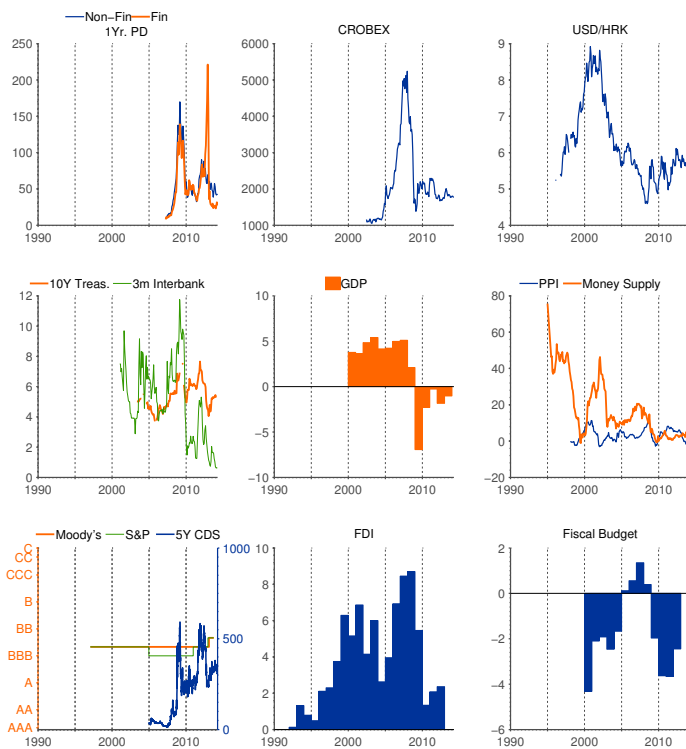 Non-Fin Fin
1Yr. PD CROBEX USD/HRK
250 6000 9
200 5000 8
150 4000 7
100 3000 6
50 2000 5
0 1000 4
1990 2000 2010 1990 2000 2010 1990 2000 2010
10Y Treas. 3m Interbank GDP PPI Money Supply
12 10 80
10 60
8 5 40
6 0 20
4 −5 0
2
0 −10 −20
1990 2000 2010 1990 2000 2010 1990 2000 2010
Moody's S&P 5Y CDS FDI Fiscal Budget
C 1000 10 2
CC
CCC 8 0
B
BB 500 6 −2
BBB 4
A −4
AA 2
AAA 0 0 −6
1990 2000 2010 1990 2000 2010 1990 2000 2010